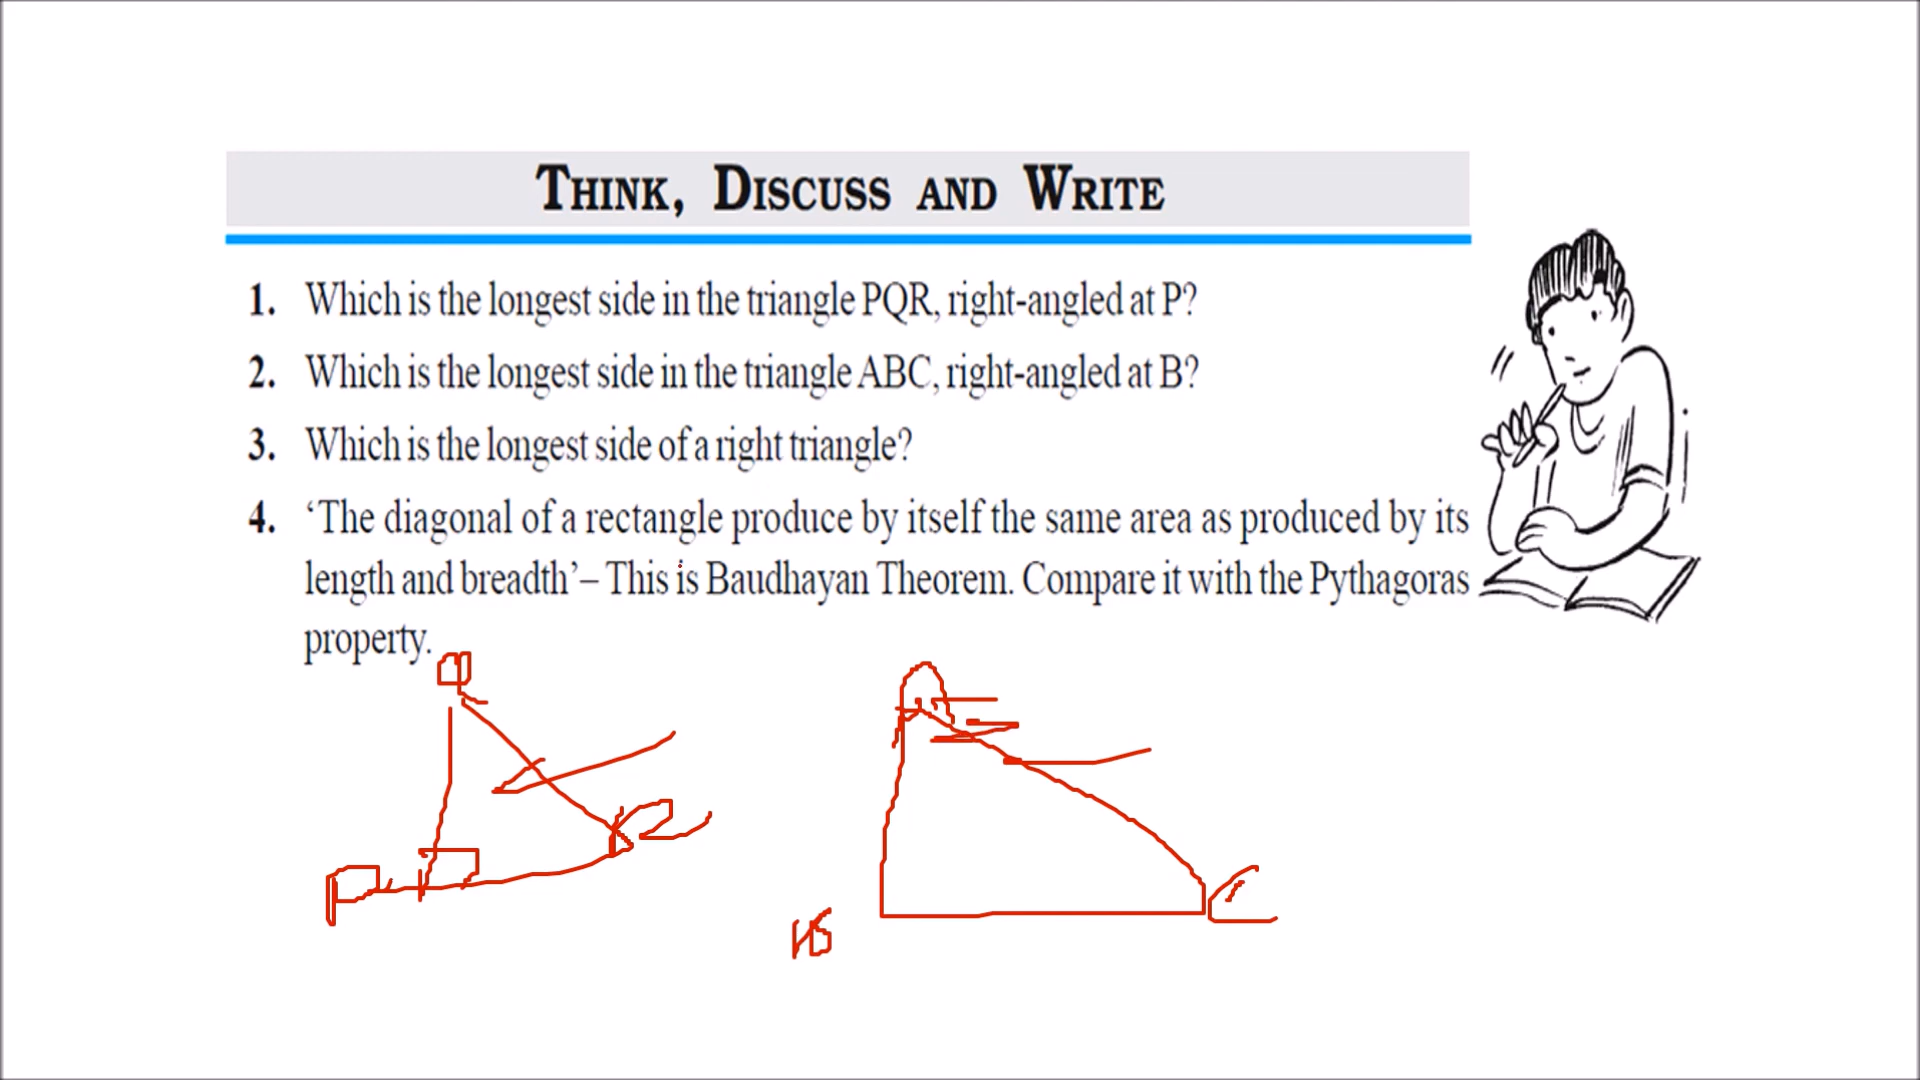 THINK, DISCUSS AND WRITE
1. Which is the longest side in the triangle PQR, right-angled at P?
2. Which is the longest side in the triangle ABC, right-angled at B?
3. Which is the longest side of a right triangle?
4. ‘The diagonal of a rectangle produce by itself the same area as produced by its
length and breadth’– This is Baudhayan Theorem. Compare it with the Pythagoras
property.
Q
P
R
A
B
C